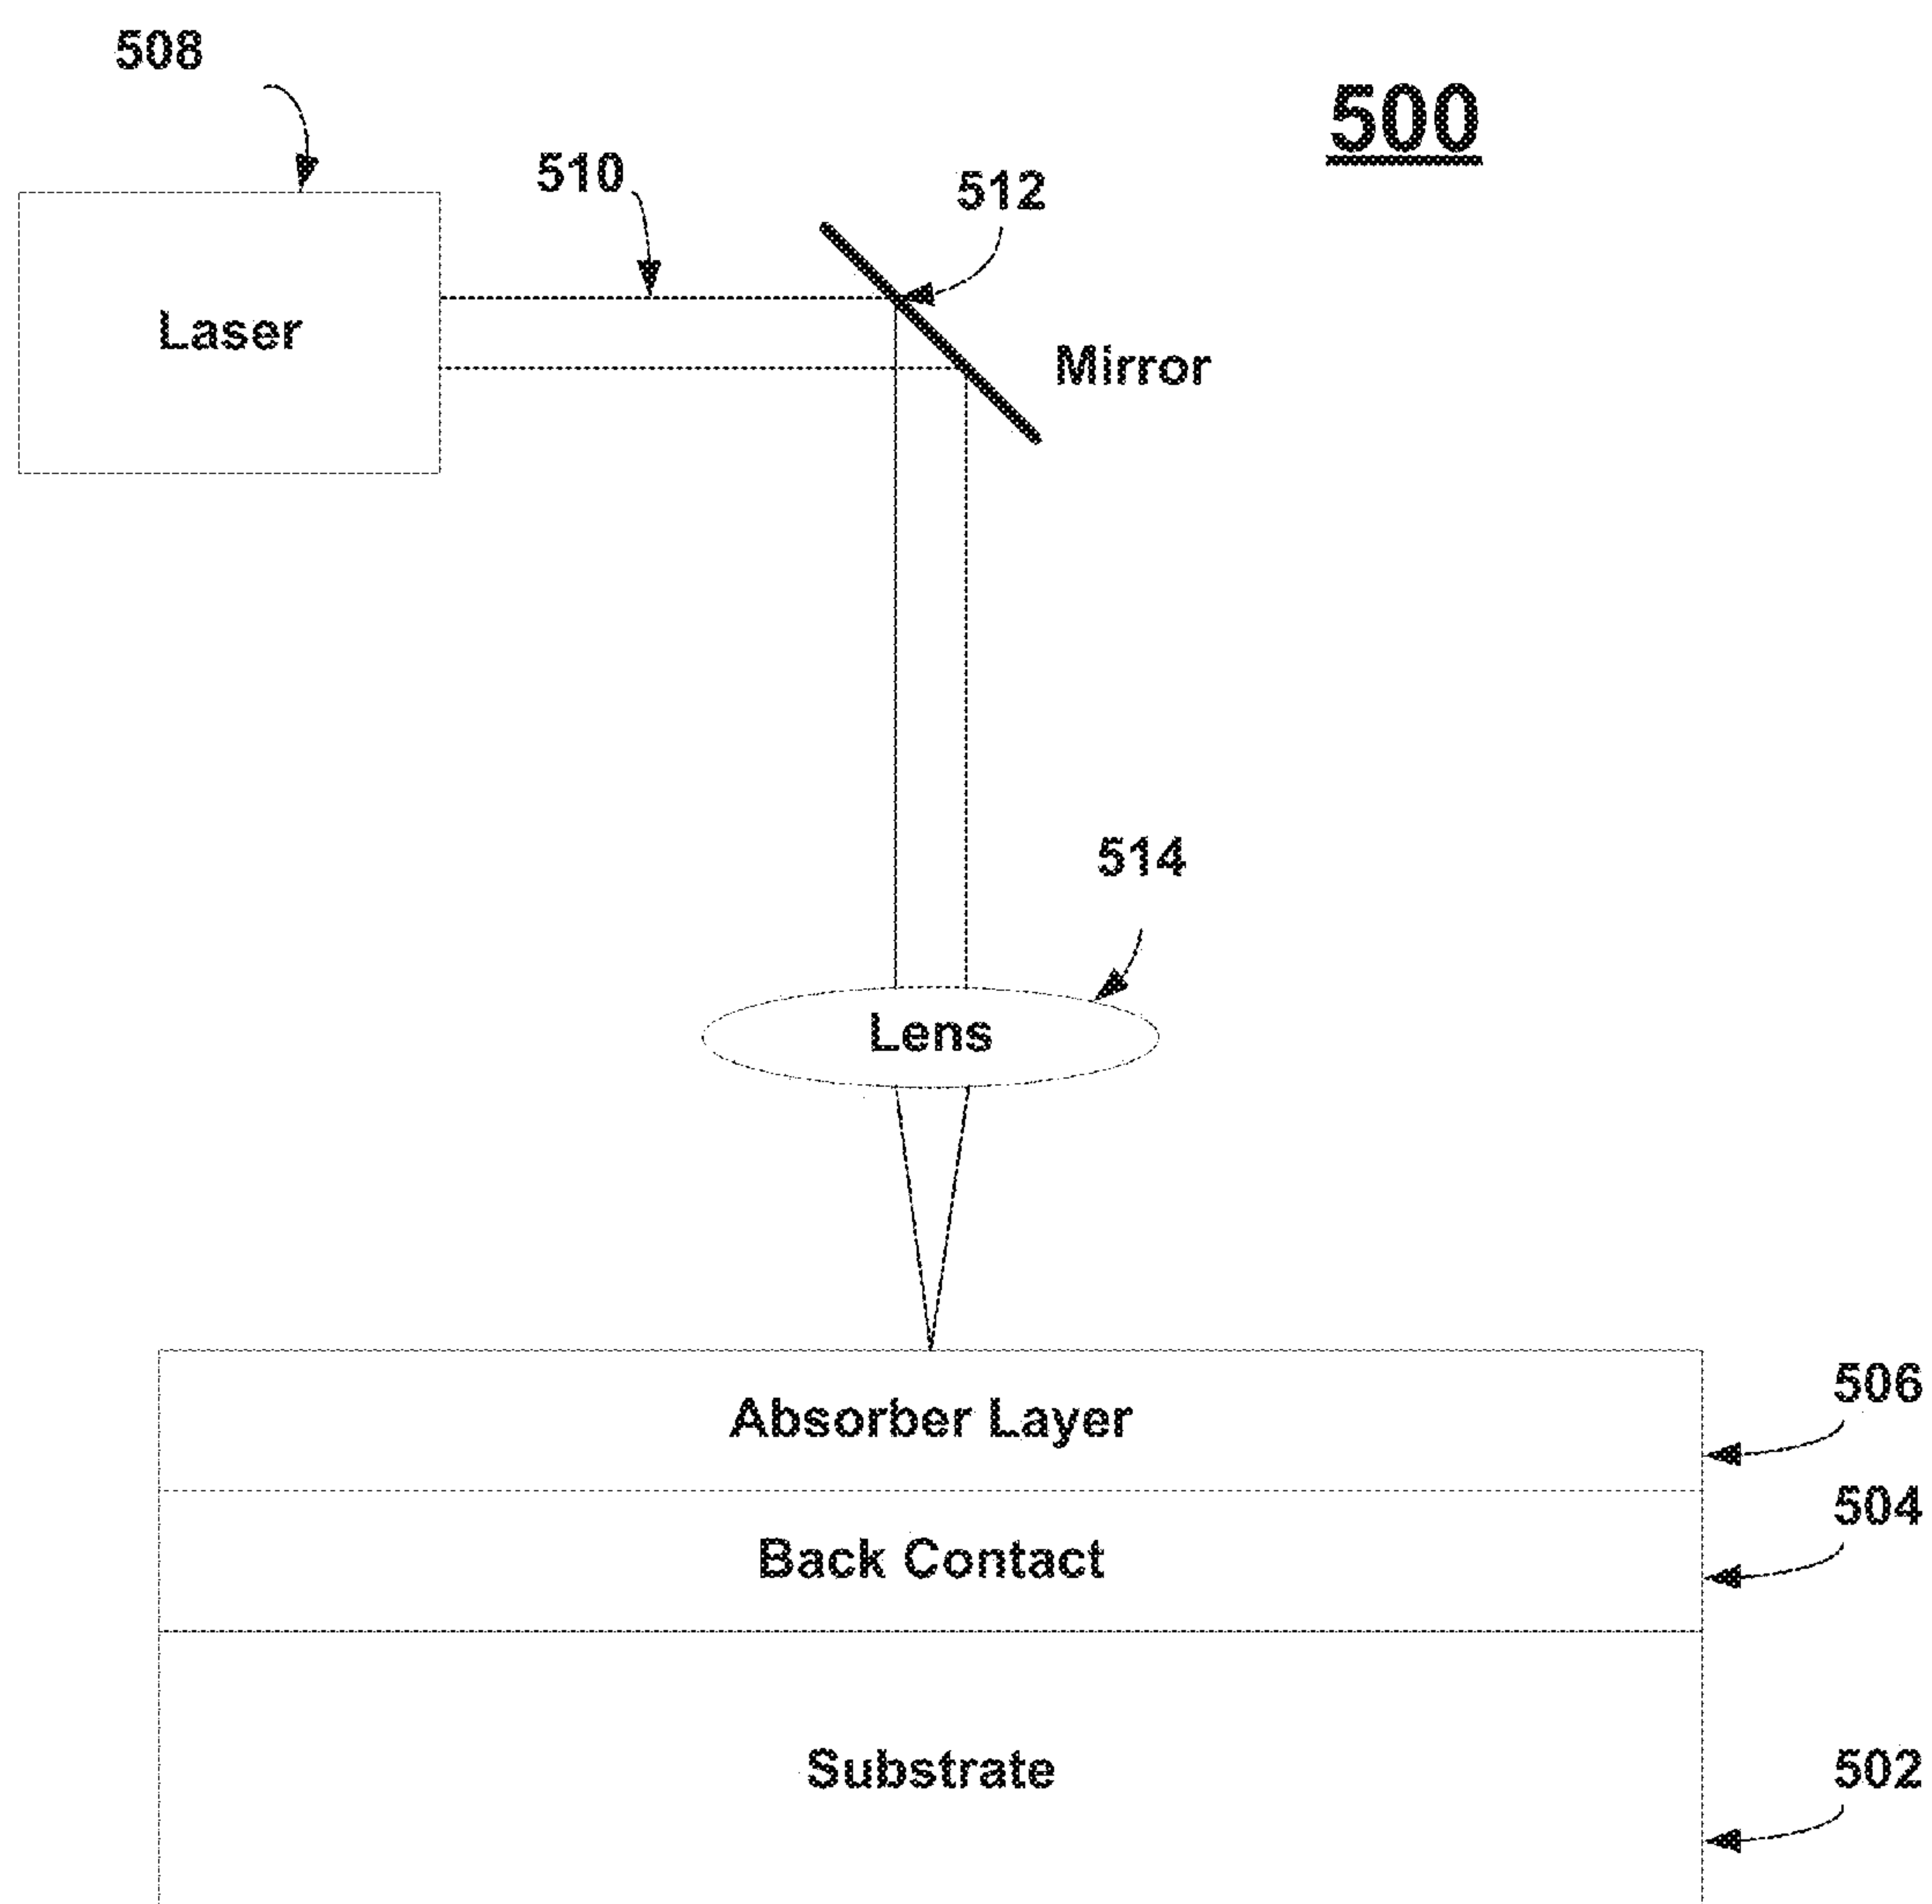 508
500
510
512
Laser
Mirror
514
Lens
506
Absorber Layer
504
Back Contact
502
Substrate